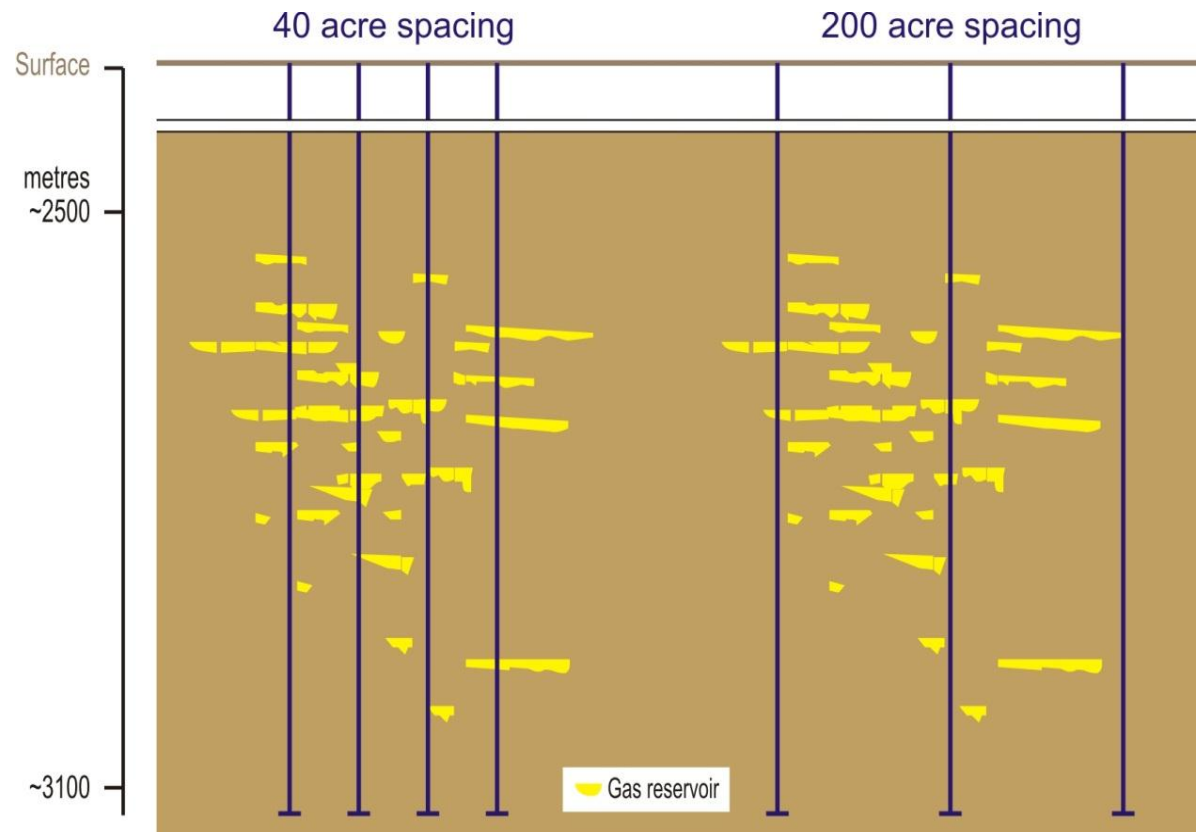 40 acre spacing
200 acre spacing
Surface
metres
~2500
~3100
Gas reservoir